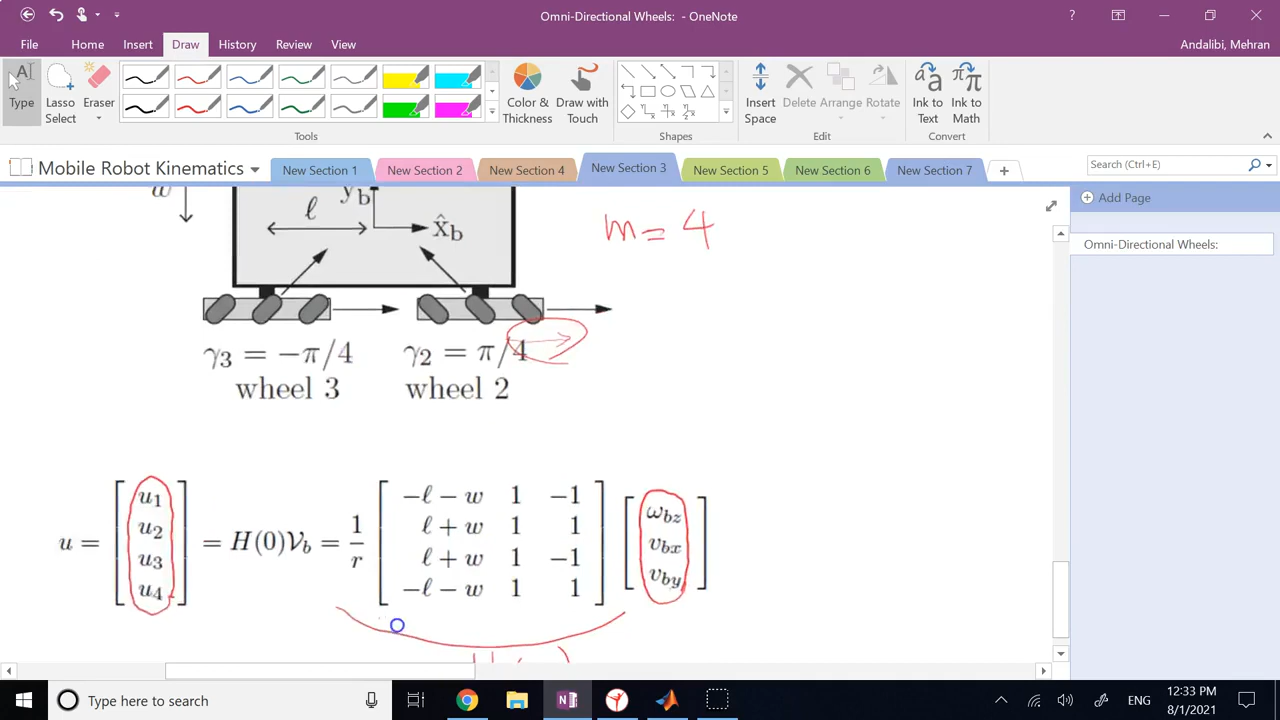 Omni-Directional Wheels: - OneNote
Andalibi, Mehran
File Home Insert Draw History Review View
Type
Lasso Select
Eraser
Color & Thickness
Draw with Touch
Insert Space
Delete
Arrange
Rotate
Ink to Text
Ink to Math
Tools
Shapes
Edit
Convert
Mobile Robot Kinematics
New Section 1
New Section 2
New Section 4
New Section 3
New Section 5
New Section 6
New Section 7
Search (Ctrl+E)
Add Page
Omni-Directional Wheels:
w
ℓ
ŷb
x̂b
m = 4
γ3 = −π/4
γ2 = π/4
wheel 3
wheel 2
u = [u1 u2 u3 u4] = H(0)Vb = 1/r
−ℓ − w 1 −1
ℓ + w 1 1
ℓ + w 1 −1
−ℓ − w 1 1
ωbz
vbx
vby
Type here to search
ENG
12:33 PM
8/1/2021